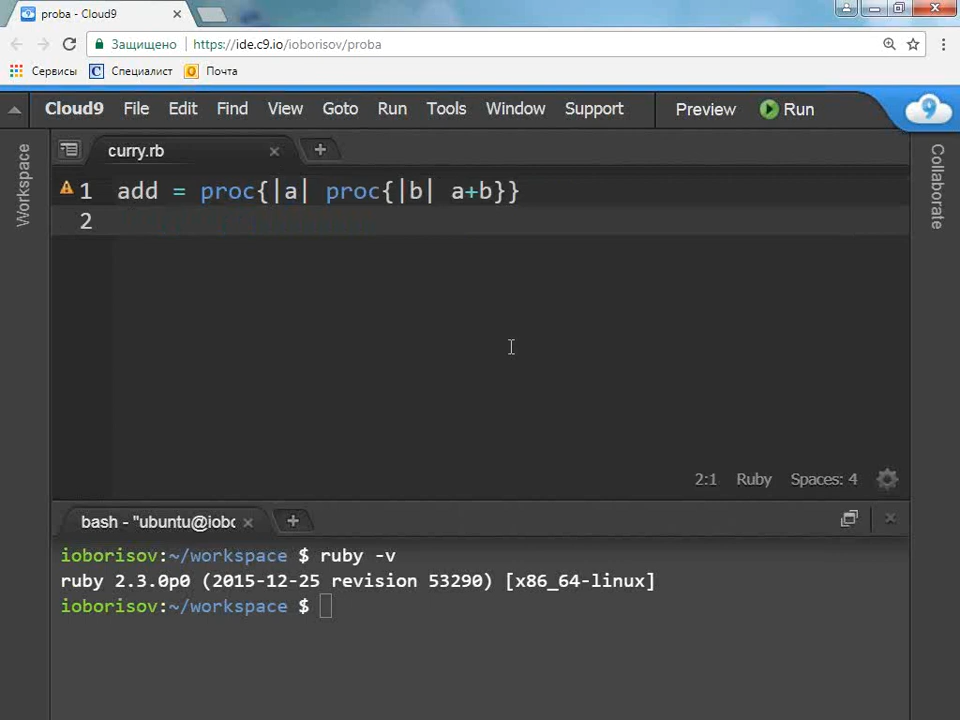 proba - Cloud9
Защищено https://ide.c9.io/ioborisov/proba
Сервисы Специалист Почта
Cloud9 File Edit Find View Goto Run Tools Window Support Preview Run
curry.rb
Workspace
Collaborate
1 add = proc{|a| proc{|b| a+b}}
2
2:1 Ruby Spaces: 4
bash - "ubuntu@iobc
ioborisov:~/workspace $ ruby -v
ruby 2.3.0p0 (2015-12-25 revision 53290) [x86_64-linux]
ioborisov:~/workspace $